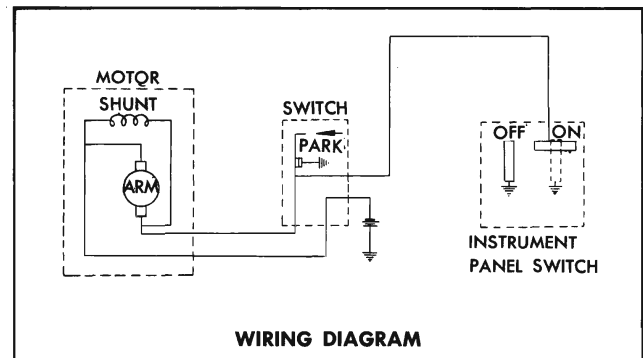 MOTOR
SHUNT
ARM
SWITCH
PARK
OFF ON
INSTRUMENT
PANEL SWITCH
WIRING DIAGRAM